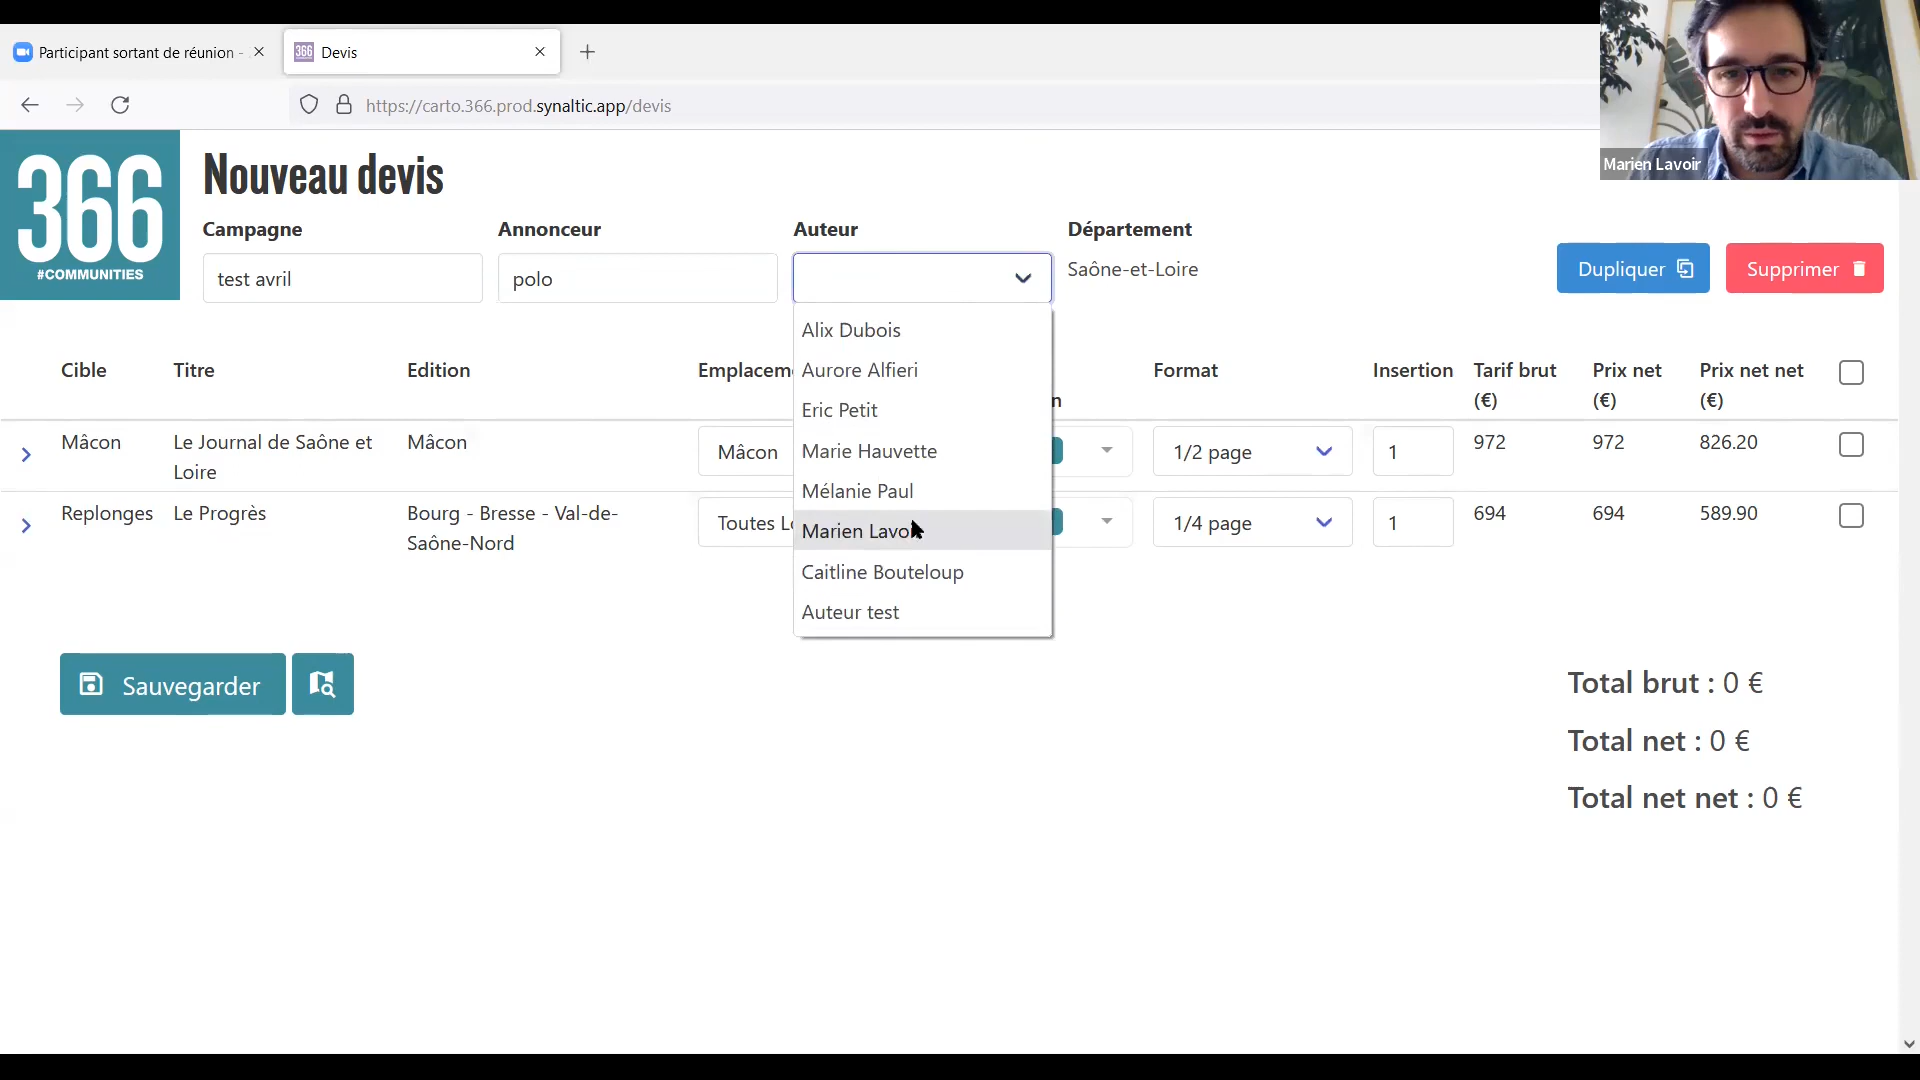 Participant sortant de réunion -
366 Devis
https://carto.366.prod.synaltic.app/devis
Marien Lavoir
366
#COMMUNITIES
Nouveau devis
Campagne Annonceur Auteur Département
test avril polo Saône-et-Loire
Dupliquer Supprimer
Alix Dubois
Aurore Alfieri
Eric Petit
Marie Hauvette
Mélanie Paul
Marien Lavoi
Caitline Bouteloup
Auteur test
Cible Titre Edition Emplacem n Format Insertion Tarif brut (€) Prix net (€) Prix net net (€)
Mâcon Le Journal de Saône et Loire Mâcon Mâcon 1/2 page 1 972 972 826.20
Replonges Le Progrès Bourg - Bresse - Val-de-Saône-Nord Toutes Lo 1/4 page 1 694 694 589.90
Sauvegarder
Total brut : 0 €
Total net : 0 €
Total net net : 0 €